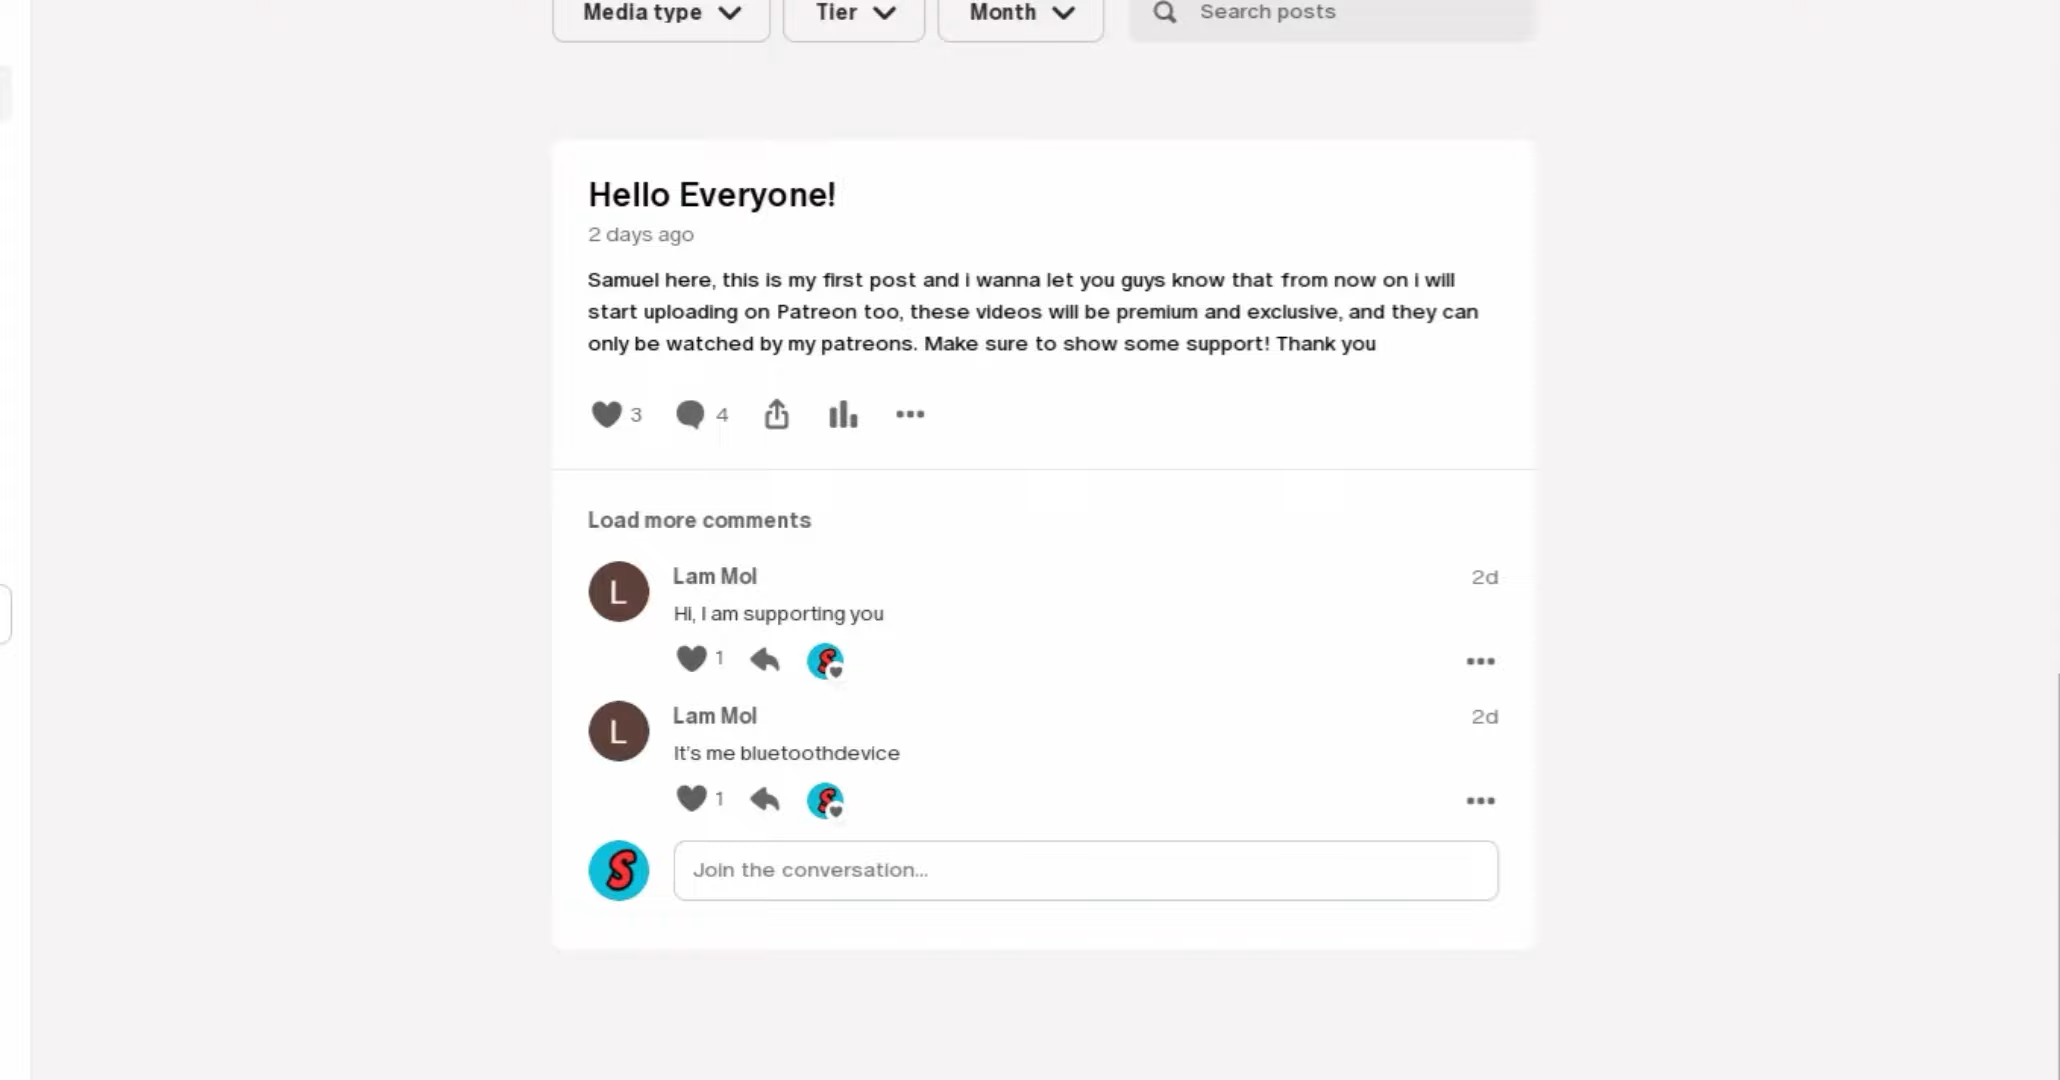 Media type Tier Month Search posts
Hello Everyone!
2 days ago
Samuel here, this is my first post and i wanna let you guys know that from now on i will
start uploading on Patreon too, these videos will be premium and exclusive, and they can
only be watched by my patreons. Make sure to show some support! Thank you
3 4
Load more comments
L
Lam Mol 2d
Hi, I am supporting you
1 S
L
Lam Mol 2d
It's me bluetoothdevice
1 S
S
Join the conversation...